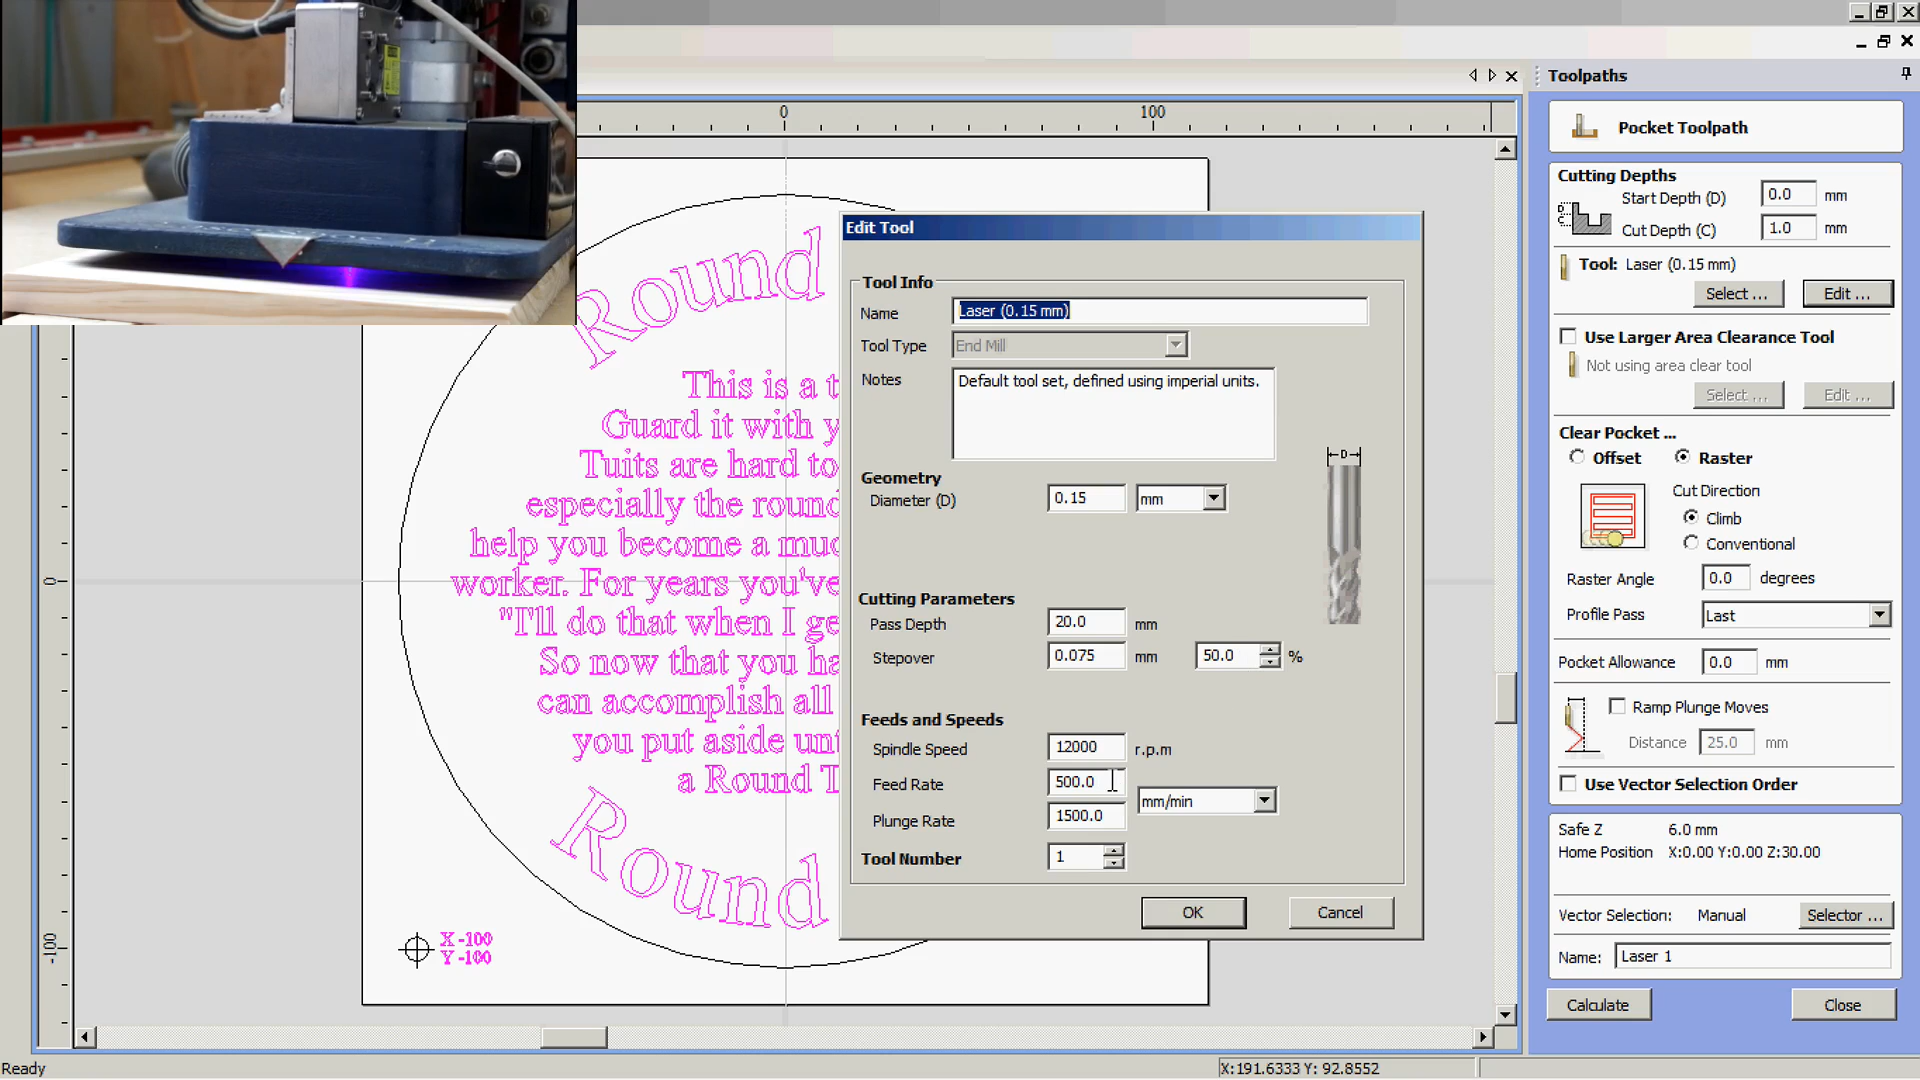 Toolpaths
Pocket Toolpath
Cutting Depths
Start Depth (D) 0.0 mm
Cut Depth (C) 1.0 mm
Tool: Laser (0.15 mm)
Select ... Edit ...
Use Larger Area Clearance Tool
Not using area clear tool
Select ... Edit ...
Clear Pocket ...
Offset Raster
Cut Direction
Climb
Conventional
Raster Angle 0.0 degrees
Profile Pass Last
Pocket Allowance 0.0 mm
Ramp Plunge Moves
Distance 25.0 mm
Use Vector Selection Order
Safe Z 6.0 mm
Home Position X:0.00 Y:0.00 Z:30.00
Vector Selection: Manual Selector ...
Name: Laser 1
Calculate Close
Edit Tool
Tool Info
Name Laser (0.15 mm)
Tool Type End Mill
Notes Default tool set, defined using imperial units.
D
Geometry
Diameter (D) 0.15 mm
Cutting Parameters
Pass Depth 20.0 mm
Stepover 0.075 mm 50.0 %
Feeds and Speeds
Spindle Speed 12000 r.p.m
Feed Rate 500.0 mm/min
Plunge Rate 1500.0
Tool Number 1
OK Cancel
0 100
0
-100
Round
This is a
Guard it with
Tuits are hard to
especially the round
help you become a
worker. For years you've
"I'll do that when I
So now that you
can accomplish all
you put aside
a Round
Round
X -100
Y -100
Ready X:191.6333 Y: 92.8552